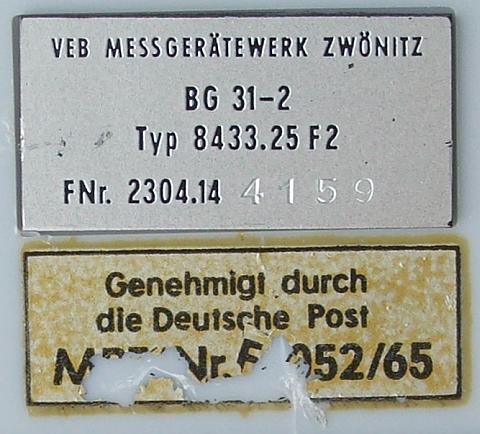 VEB MESSGERÄTEWERK ZWÖNITZ
BG 31-2
Typ 8433.25 F2
FNr. 2304.14 4159
Genehmigt durch
die Deutsche Post
052/65